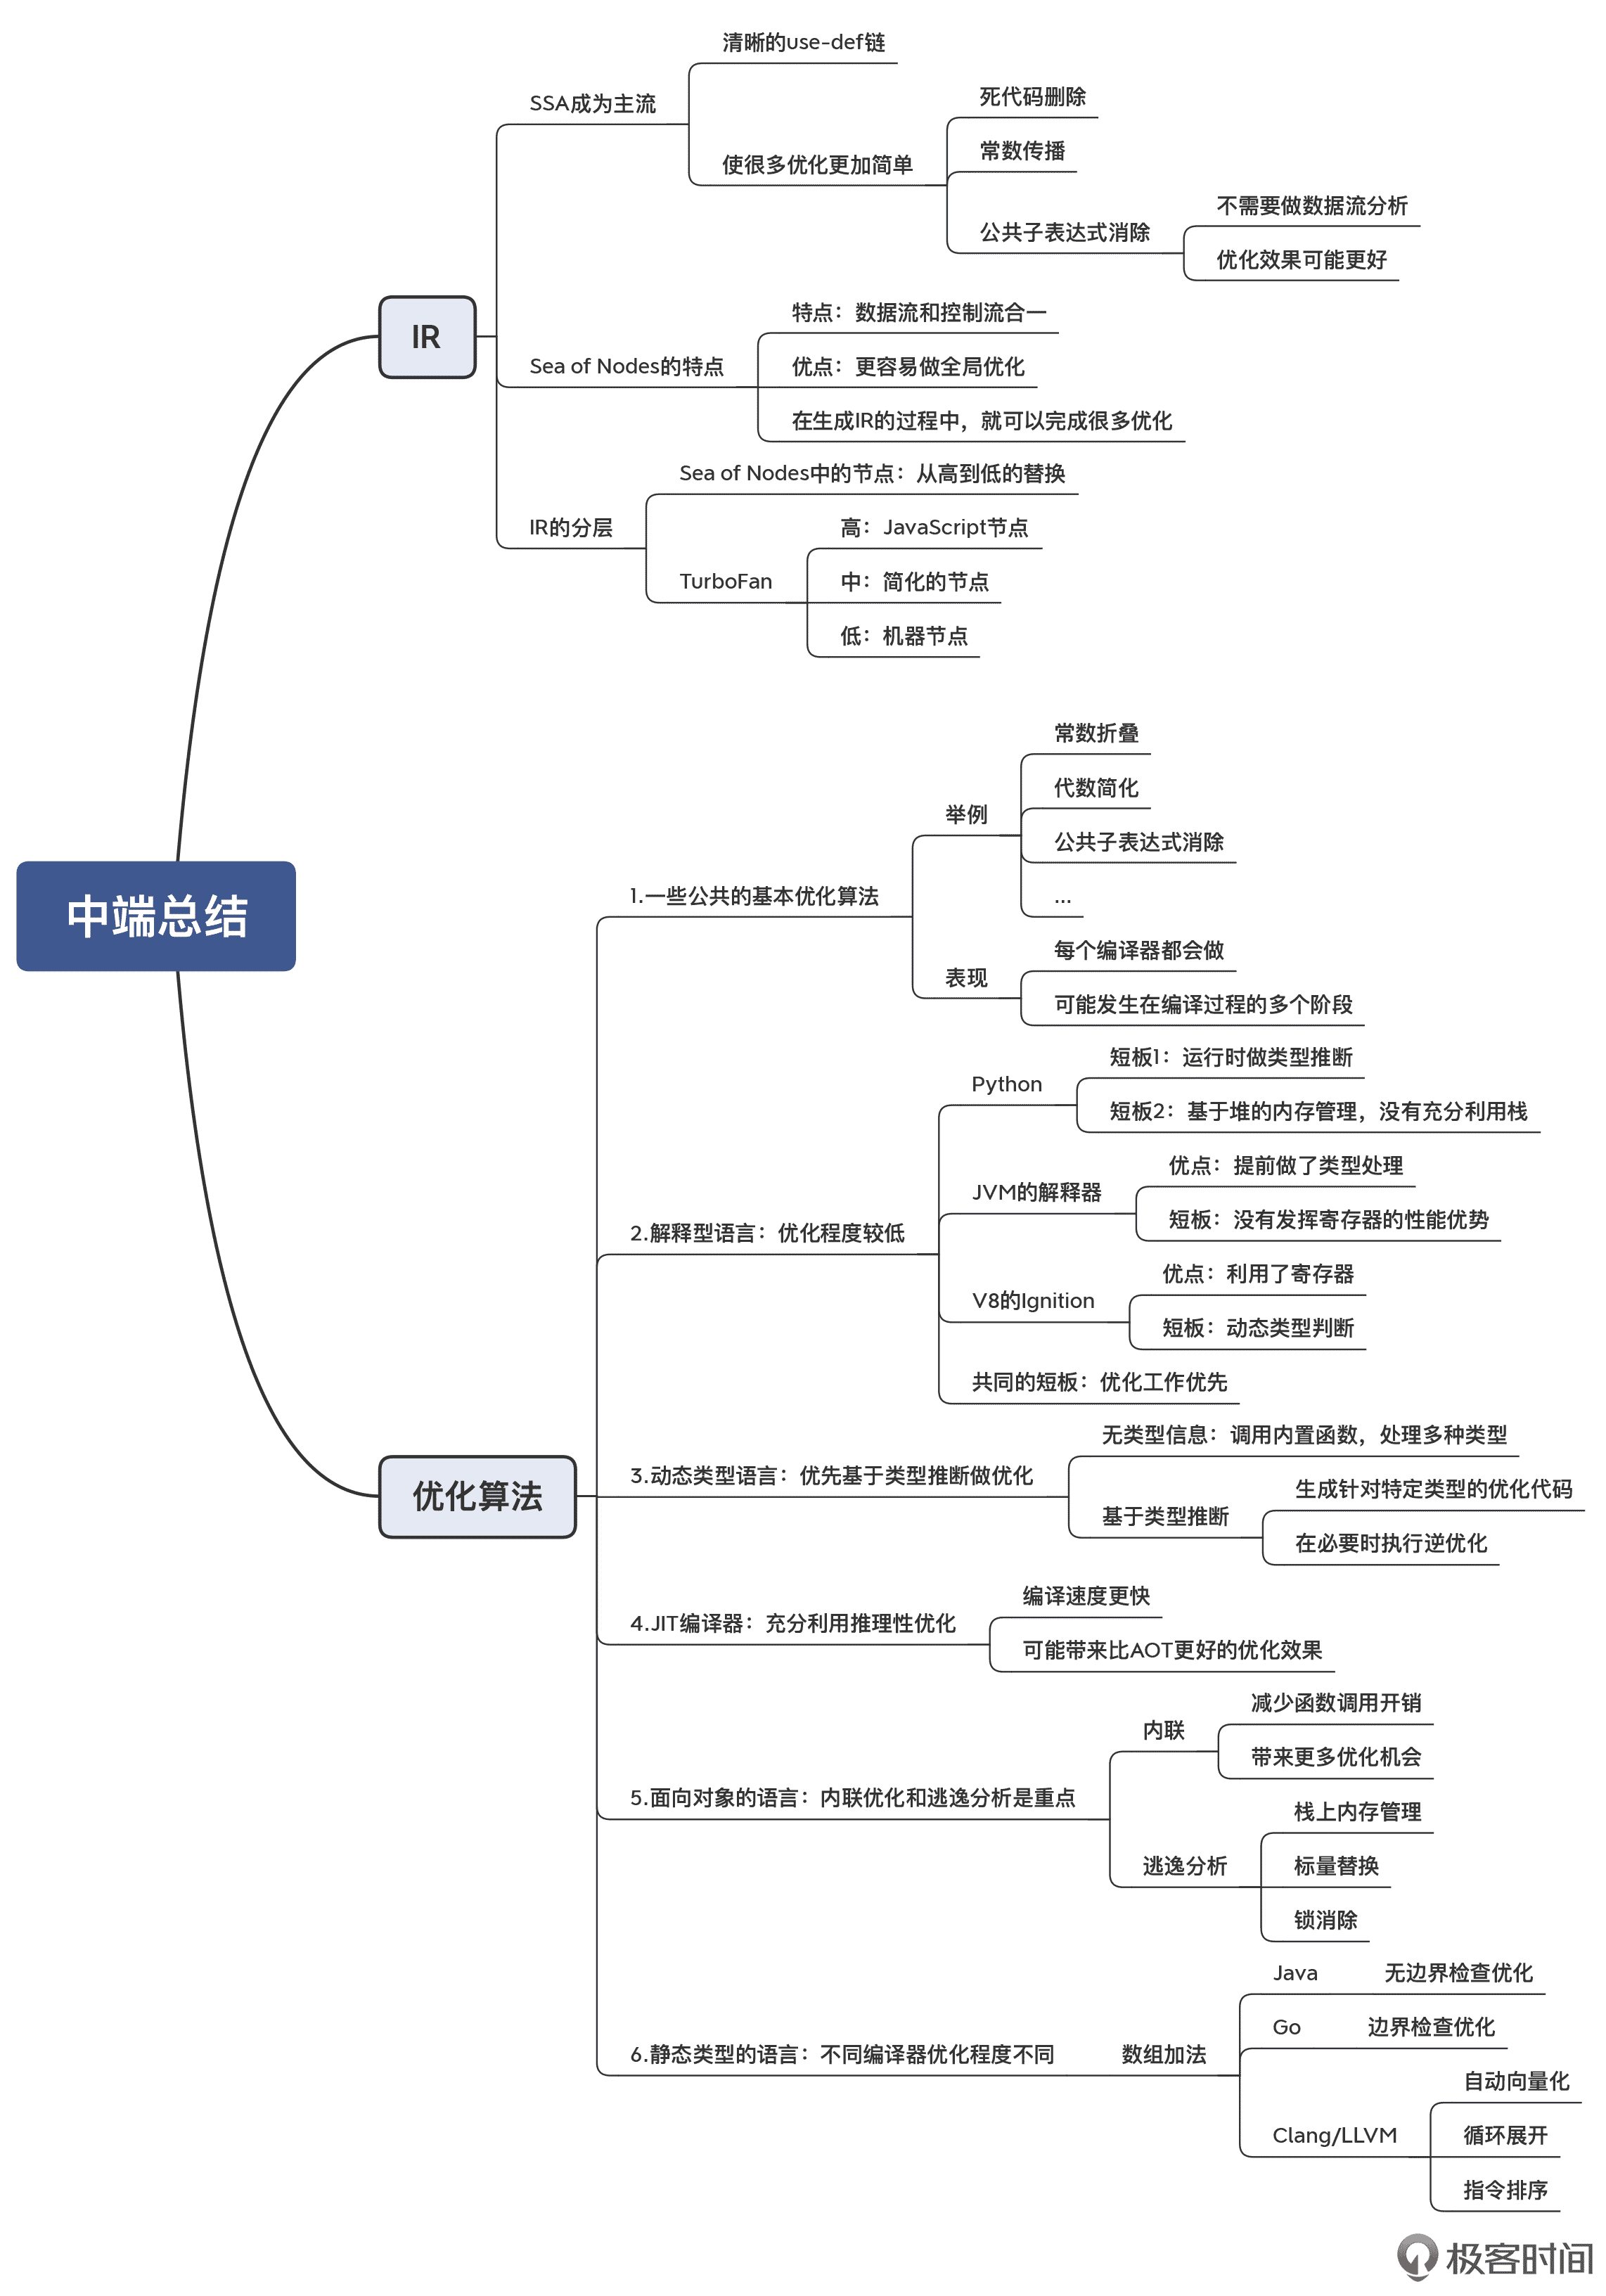 中端总结
IR
SSA成为主流
清晰的use-def链
使很多优化更加简单
死代码删除
常数传播
公共子表达式消除
不需要做数据流分析
优化效果可能更好
Sea of Nodes的特点
特点：数据流和控制流合一
优点：更容易做全局优化
在生成IR的过程中，就可以完成很多优化
IR的分层
Sea of Nodes中的节点：从高到低的替换
TurboFan
高：JavaScript节点
中：简化的节点
低：机器节点
优化算法
1.一些公共的基本优化算法
举例
常数折叠
代数简化
公共子表达式消除
...
表现
每个编译器都会做
可能发生在编译过程的多个阶段
2.解释型语言：优化程度较低
Python
短板1：运行时做类型推断
短板2：基于堆的内存管理，没有充分利用栈
JVM的解释器
优点：提前做了类型处理
短板：没有发挥寄存器的性能优势
V8的Ignition
优点：利用了寄存器
短板：动态类型判断
共同的短板：优化工作优先
3.动态类型语言：优先基于类型推断做优化
无类型信息：调用内置函数，处理多种类型
基于类型推断
生成针对特定类型的优化代码
在必要时执行逆优化
4.JIT编译器：充分利用推理性优化
编译速度更快
可能带来比AOT更好的优化效果
5.面向对象的语言：内联优化和逃逸分析是重点
内联
减少函数调用开销
带来更多优化机会
逃逸分析
栈上内存管理
标量替换
锁消除
6.静态类型的语言：不同编译器优化程度不同
数组加法
Java
无边界检查优化
Go
边界检查优化
Clang/LLVM
自动向量化
循环展开
指令排序
极客时间